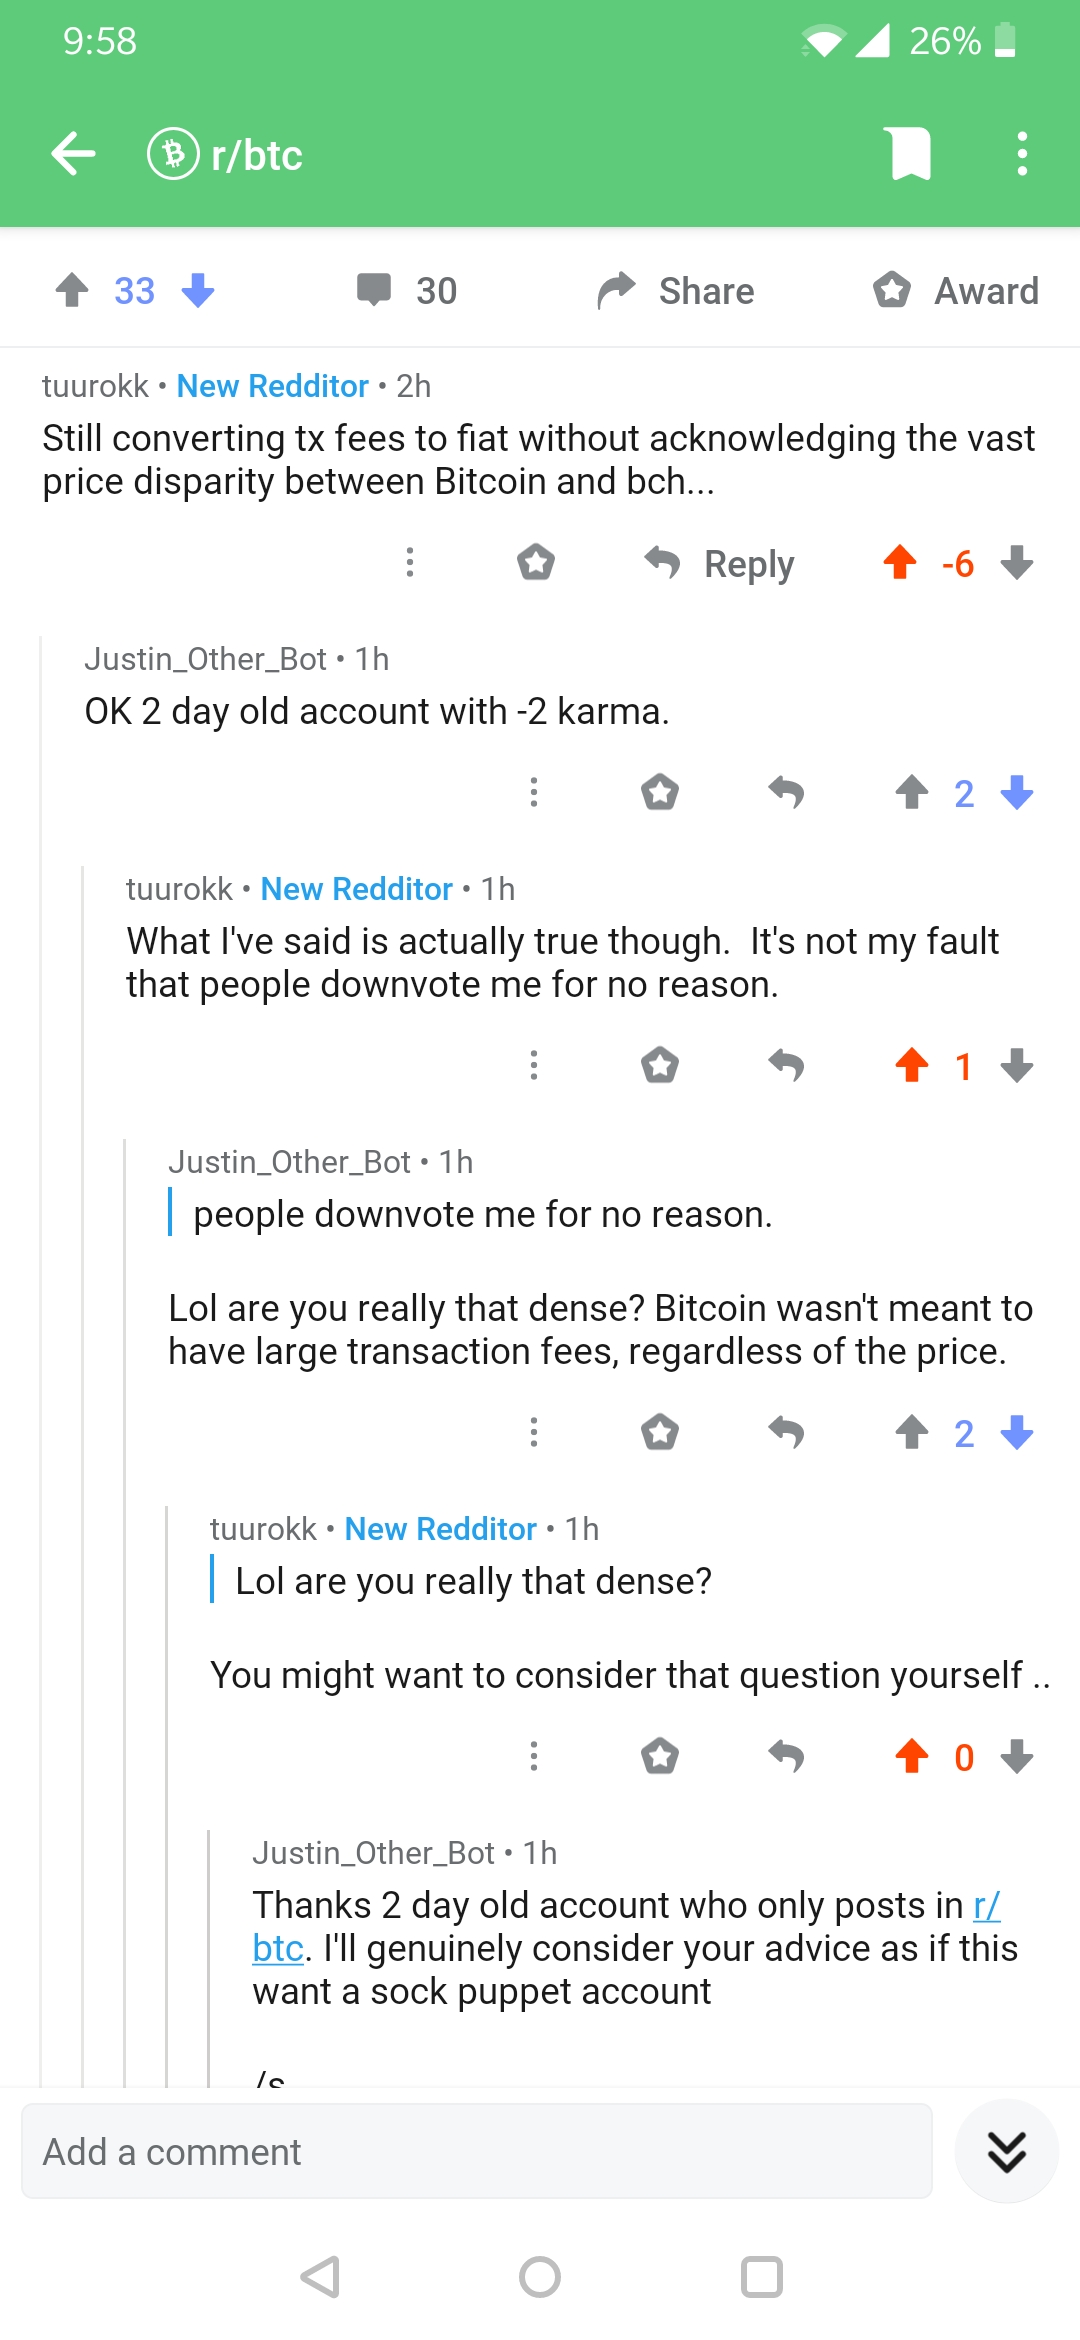 9:58
26%
r/btc
33
30
Share
Award
tuurokk • New Redditor • 2h
Still converting tx fees to fiat without acknowledging the vast
price disparity between Bitcoin and bch...
Reply
-6
Justin_Other_Bot • 1h
OK 2 day old account with -2 karma.
2
tuurokk • New Redditor • 1h
What I've said is actually true though.  It's not my fault
that people downvote me for no reason.
1
Justin_Other_Bot • 1h
people downvote me for no reason.
Lol are you really that dense? Bitcoin wasn't meant to
have large transaction fees, regardless of the price.
2
tuurokk • New Redditor • 1h
Lol are you really that dense?
You might want to consider that question yourself ..
0
Justin_Other_Bot • 1h
Thanks 2 day old account who only posts in r/
btc. I'll genuinely consider your advice as if this
want a sock puppet account
/s
Add a comment